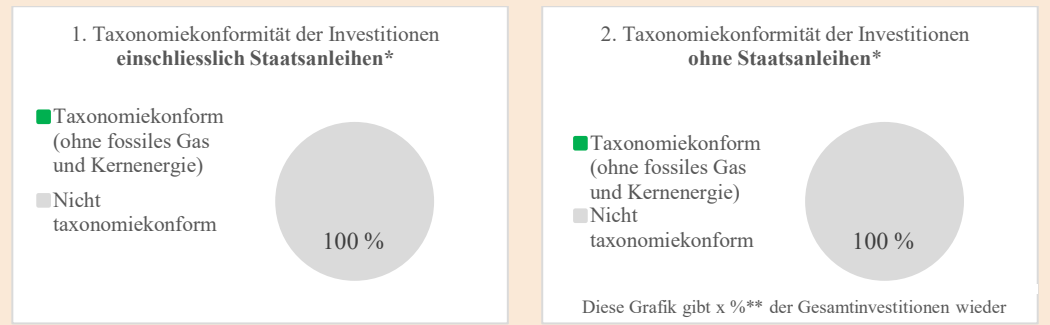 1. Taxonomiekonformität der Investitionen
einschliesslich Staatsanleihen*
Taxonomiekonform
(ohne fossiles Gas
und Kernenergie)
Nicht
taxonomiekonform
100 %
2. Taxonomiekonformität der Investitionen
ohne Staatsanleihen*
Taxonomiekonform
(ohne fossiles Gas
und Kernenergie)
Nicht
taxonomiekonform
100 %
Diese Grafik gibt x %** der Gesamtinvestitionen wieder